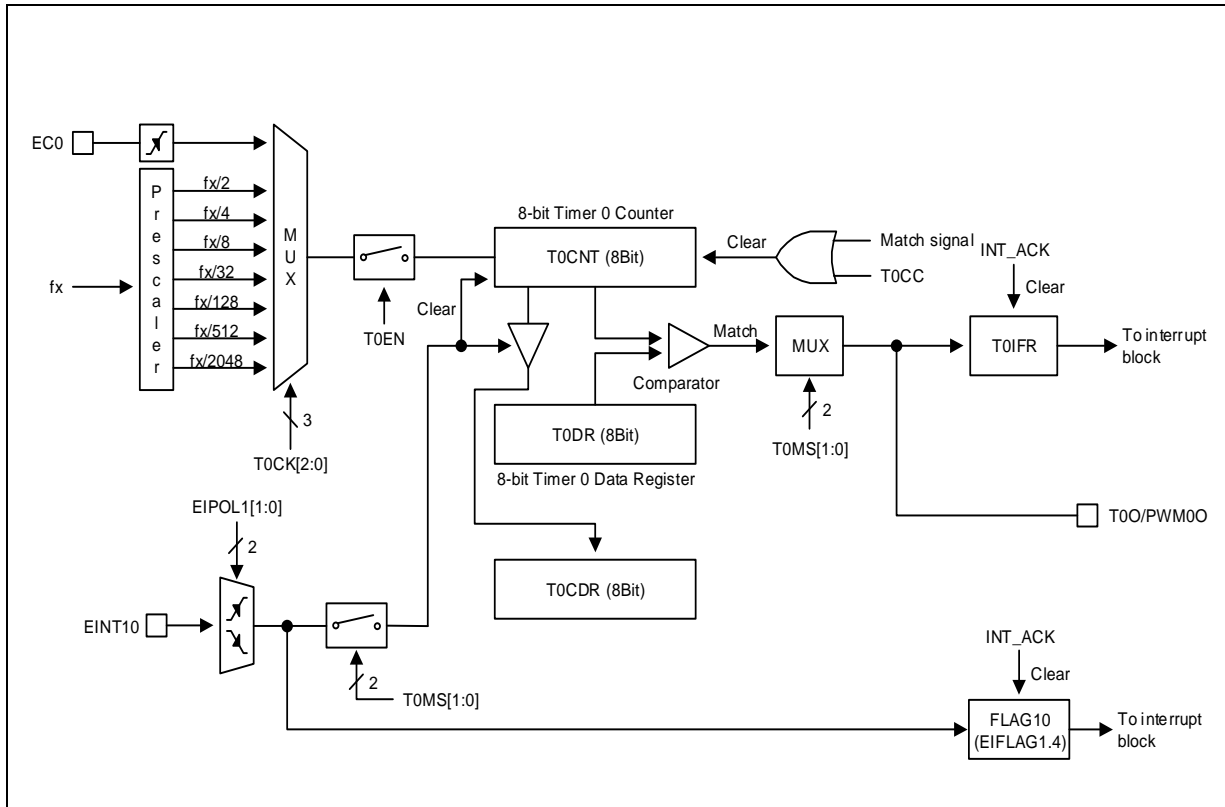 EC0
P
r
e
s
c
a
l
e
r
fx
fx/2
fx/4
fx/8
fx/32
fx/128
fx/512
fx/2048
M
U
X
3
T0CK[2:0]
T0EN
8-bit Timer 0 Counter
T0CNT (8Bit)
Clear
Clear
Match signal
T0CC
INT_ACK
Clear
Match
Comparator
MUX
2
T0MS[1:0]
T0IFR
To interrupt
block
T0DR (8Bit)
8-bit Timer 0 Data Register
T0O/PWM0O
EIPOL1[1:0]
2
T0CDR (8Bit)
EINT10
2
T0MS[1:0]
INT_ACK
Clear
FLAG10
(EIFLAG1.4)
To interrupt
block